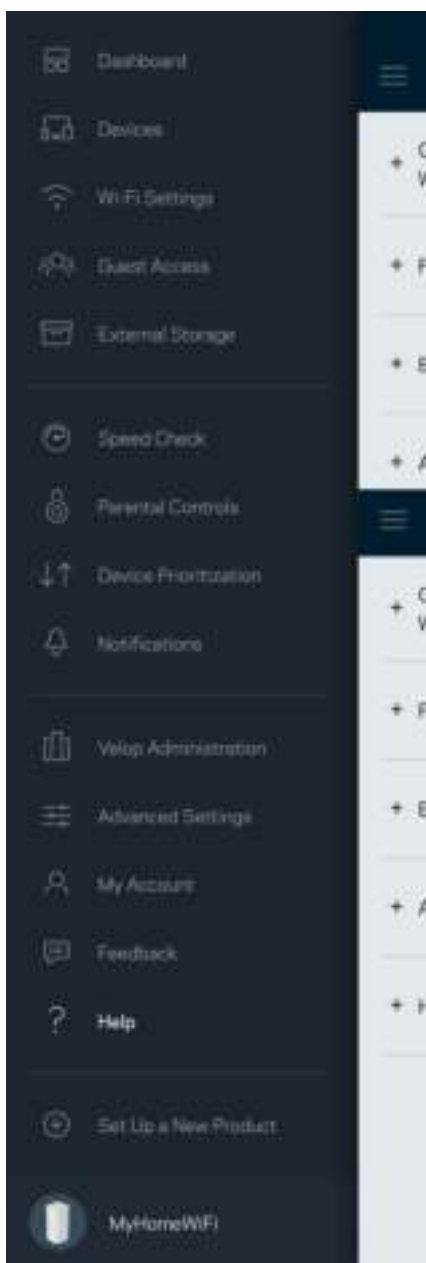 Dashboard
Devices
Wi-Fi Settings
Guest Access
External Storage
Speed Check
Parental Controls
Device Prioritization
Notifications
Velop Administration
Advanced Settings
My Account
Feedback
Help
Set Up a New Product
MyHomeWiFi